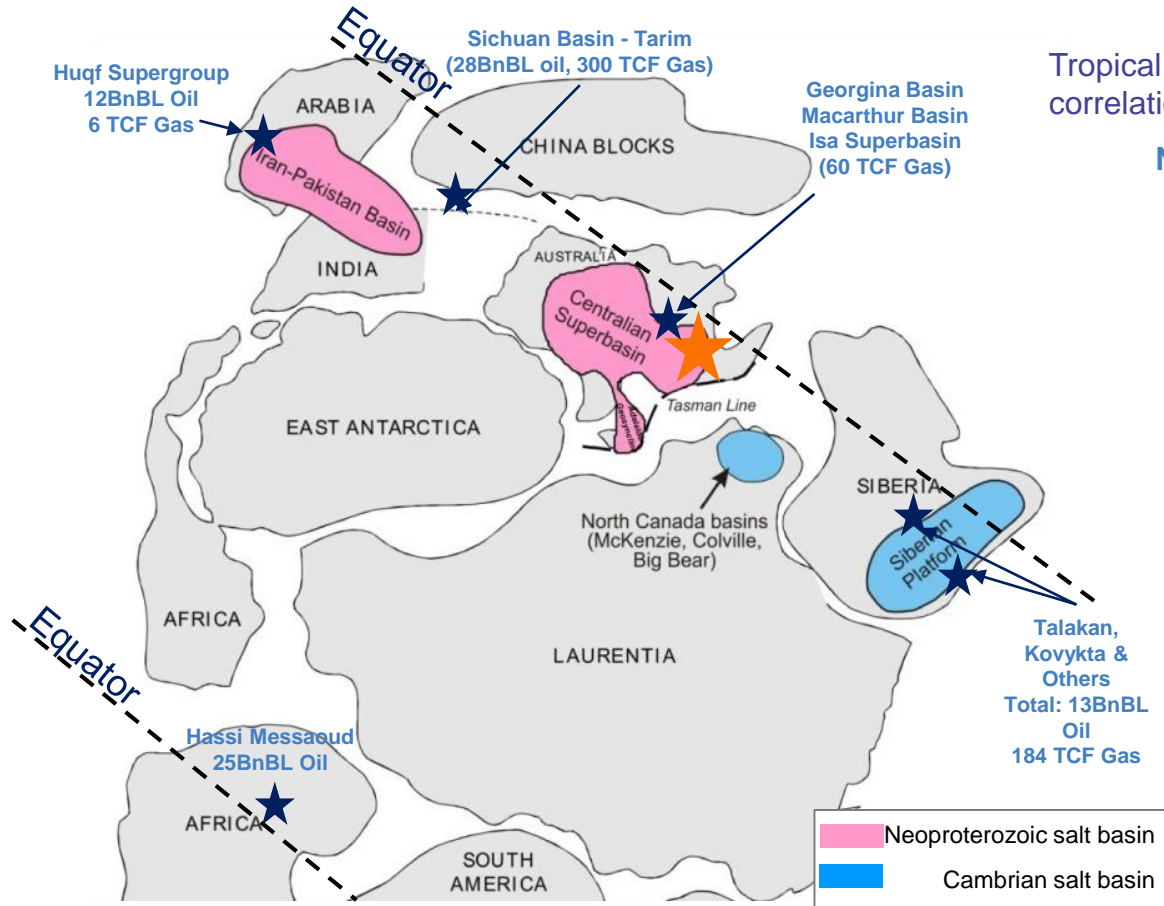 Equator
Sichuan Basin - Tarim
(28BnBL oil, 300 TCF Gas)
Huqf Supergroup
12BnBL Oil
6 TCF Gas
Tropical
correlatio
Georgina Basin
Macarthur Basin
Isa Superbasin
(60 TCF Gas)
N
ARABIA
CHINA BLOCKS
Iran-Pakistan Basin
INDIA
AUSTRALIA
Centralian
Superbasin
Tasman Line
Adelaide
Geosyncline
EAST ANTARCTICA
SIBERIA
Siberian
Platform
North Canada basins
(McKenzie, Colville,
Big Bear)
AFRICA
LAURENTIA
Talakan,
Kovykta &
Others
Total: 13BnBL
Oil
184 TCF Gas
Equator
Hassi Messaoud
25BnBL Oil
AFRICA
SOUTH
AMERICA
Neoproterozoic salt basin
Cambrian salt basin